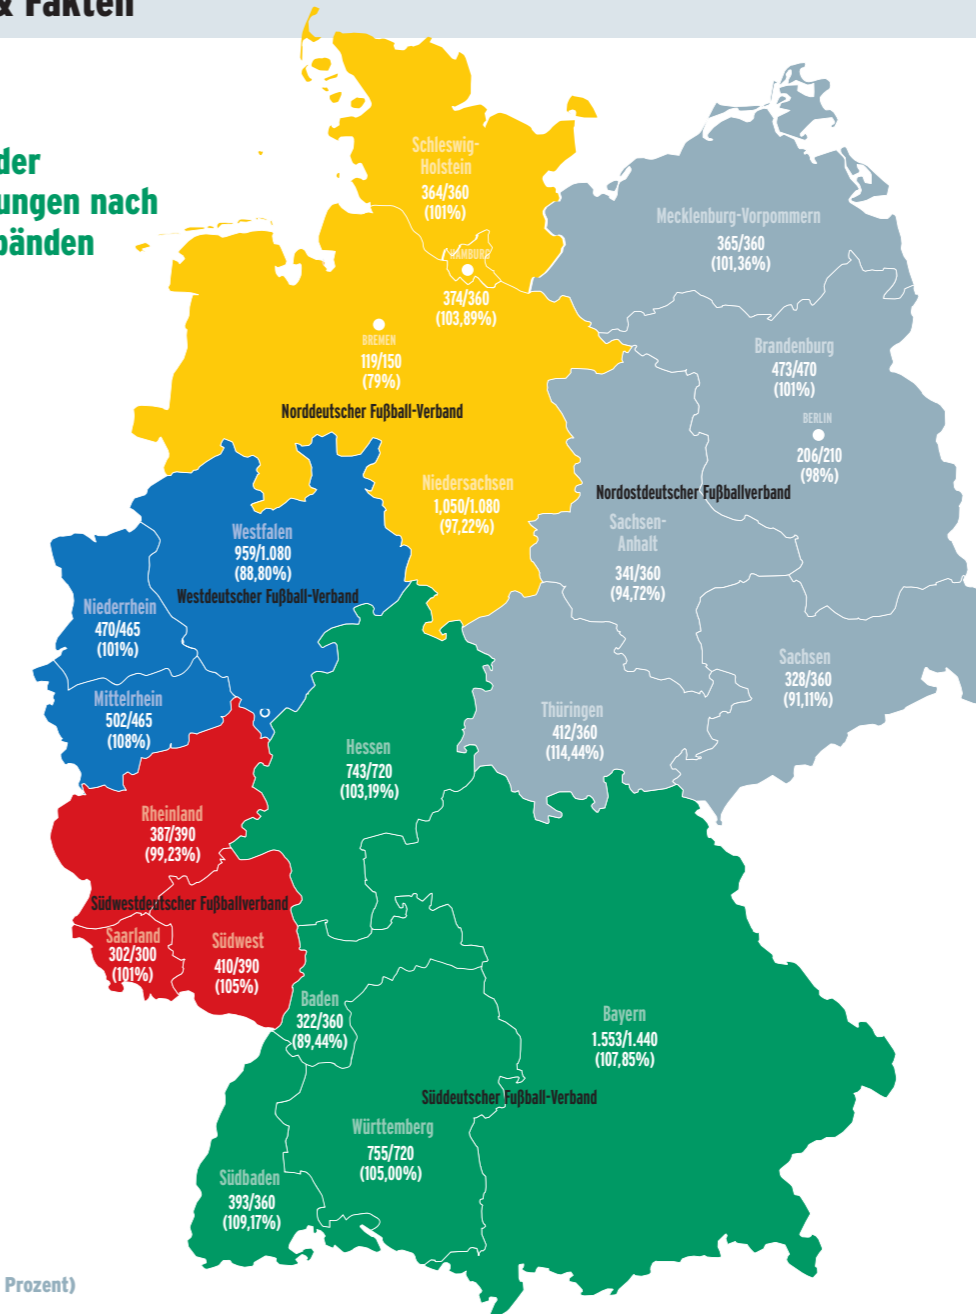 & Fakten
der
ungen nach
bänden
Schleswig-
Holstein
364/360
(101%)
Mecklenburg-Vorpommern
365/360
(101,36%)
HAMBURG
374/360
(103,89%)
BREMEN
119/150
(79%)
Brandenburg
473/470
(101%)
BERLIN
206/210
(98%)
Norddeutscher Fußball-Verband
Niedersachsen
1,050/1.080
(97,22%)
Nordostdeutscher Fußballverband
Sachsen-
Anhalt
341/360
(94,72%)
Westfalen
959/1.080
(88,80%)
Westdeutscher Fußball-Verband
Niederrhein
470/465
(101%)
Sachsen
328/360
(91,11%)
Mittelrhein
502/465
(108%)
Thüringen
412/360
(114,44%)
Hessen
743/720
(103,19%)
Rheinland
387/390
(99,23%)
Südwestdeutscher Fußballverband
Saarland
302/300
(101%)
Südwest
410/390
(105%)
Baden
322/360
(89,44%)
Bayern
1.553/1.440
(107,85%)
Süddeutscher Fußball-Verband
Württemberg
755/720
(105,00%)
Südbaden
393/360
(109,17%)
Prozent)